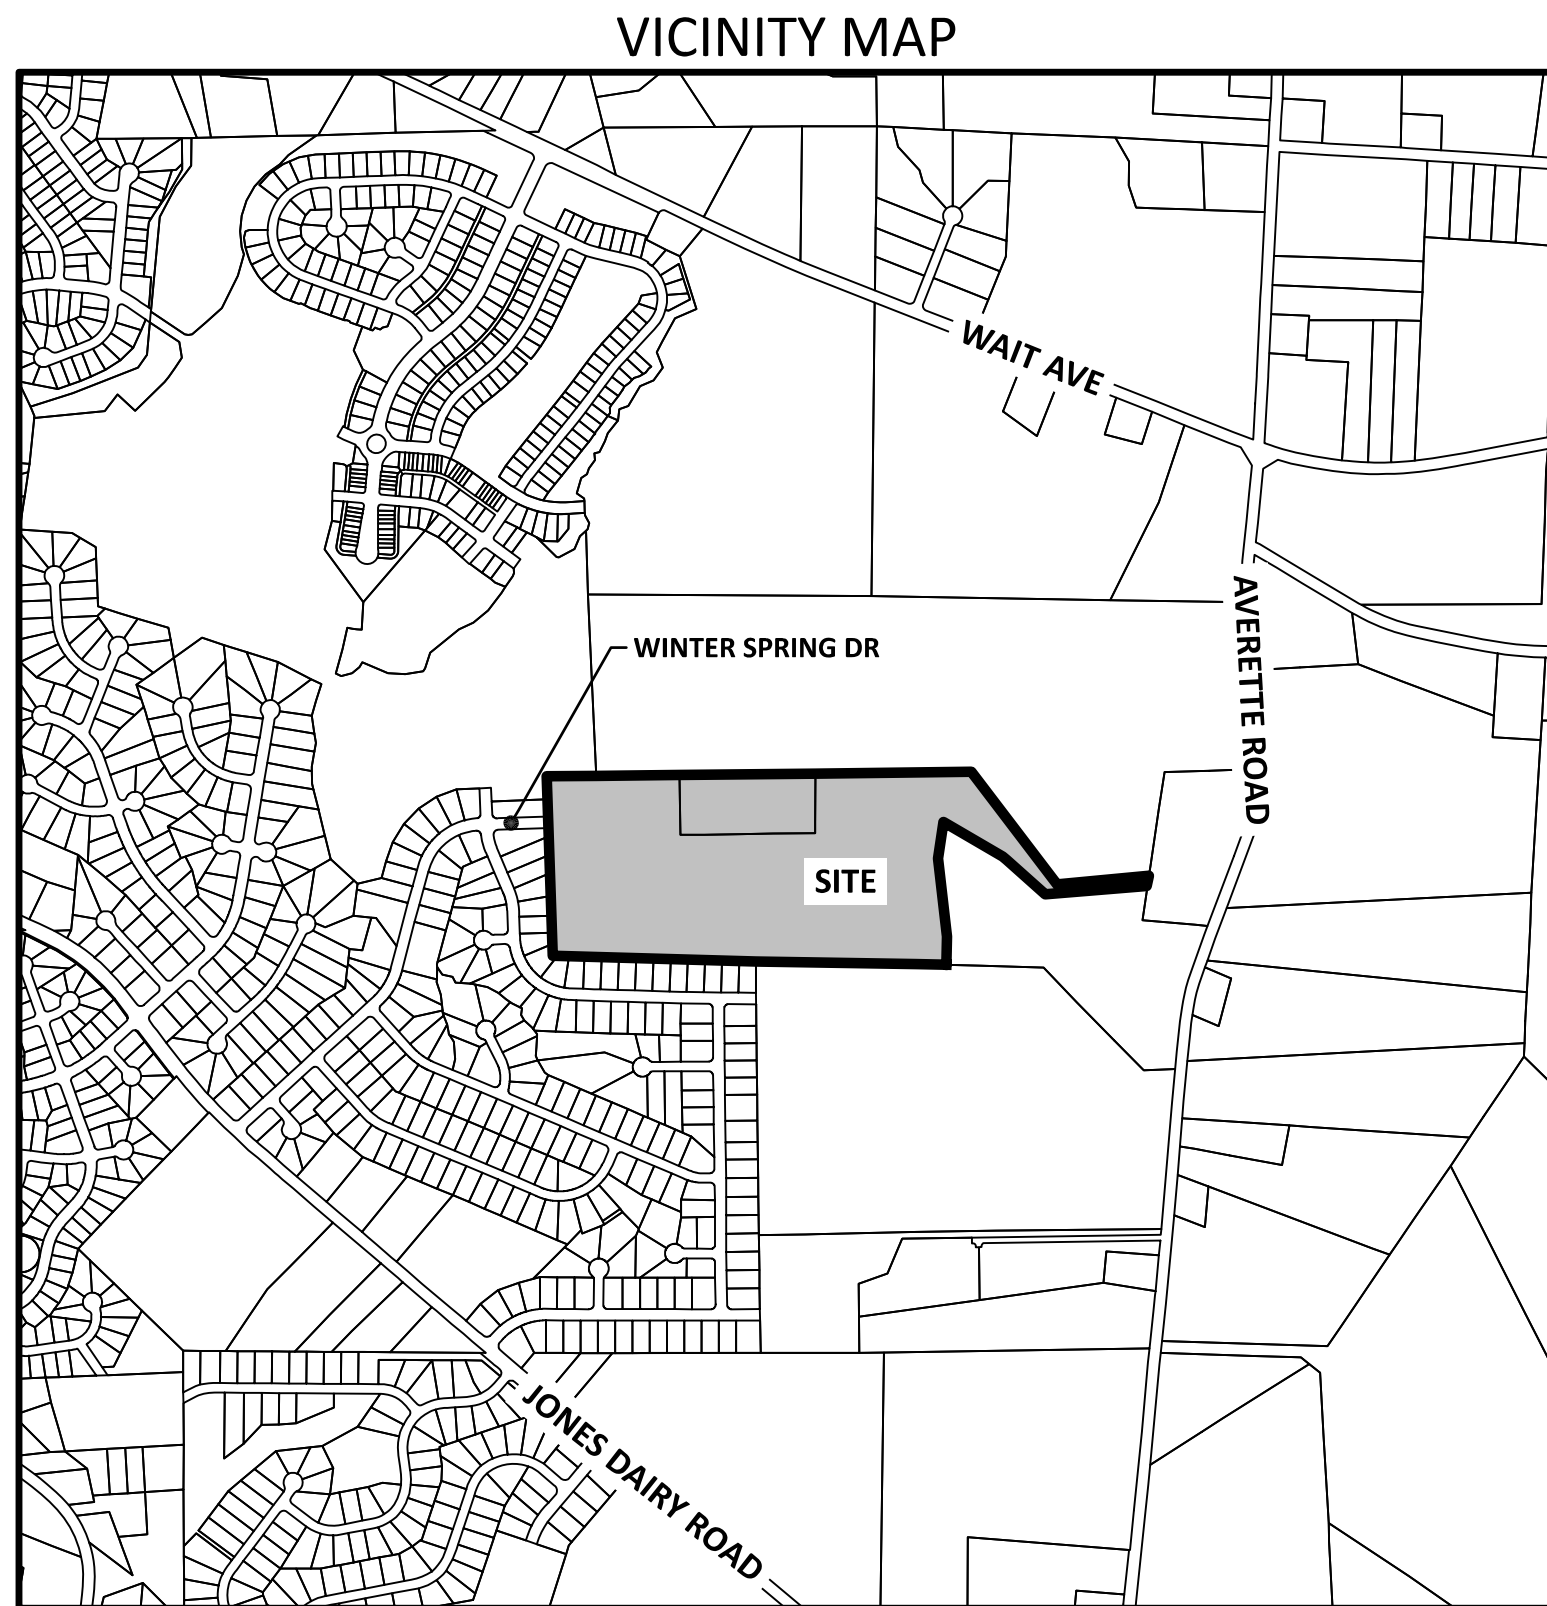 VICINITY MAP
WAIT AVE
AVERETTE ROAD
WINTER SPRING DR
SITE
JONES DAIRY ROAD